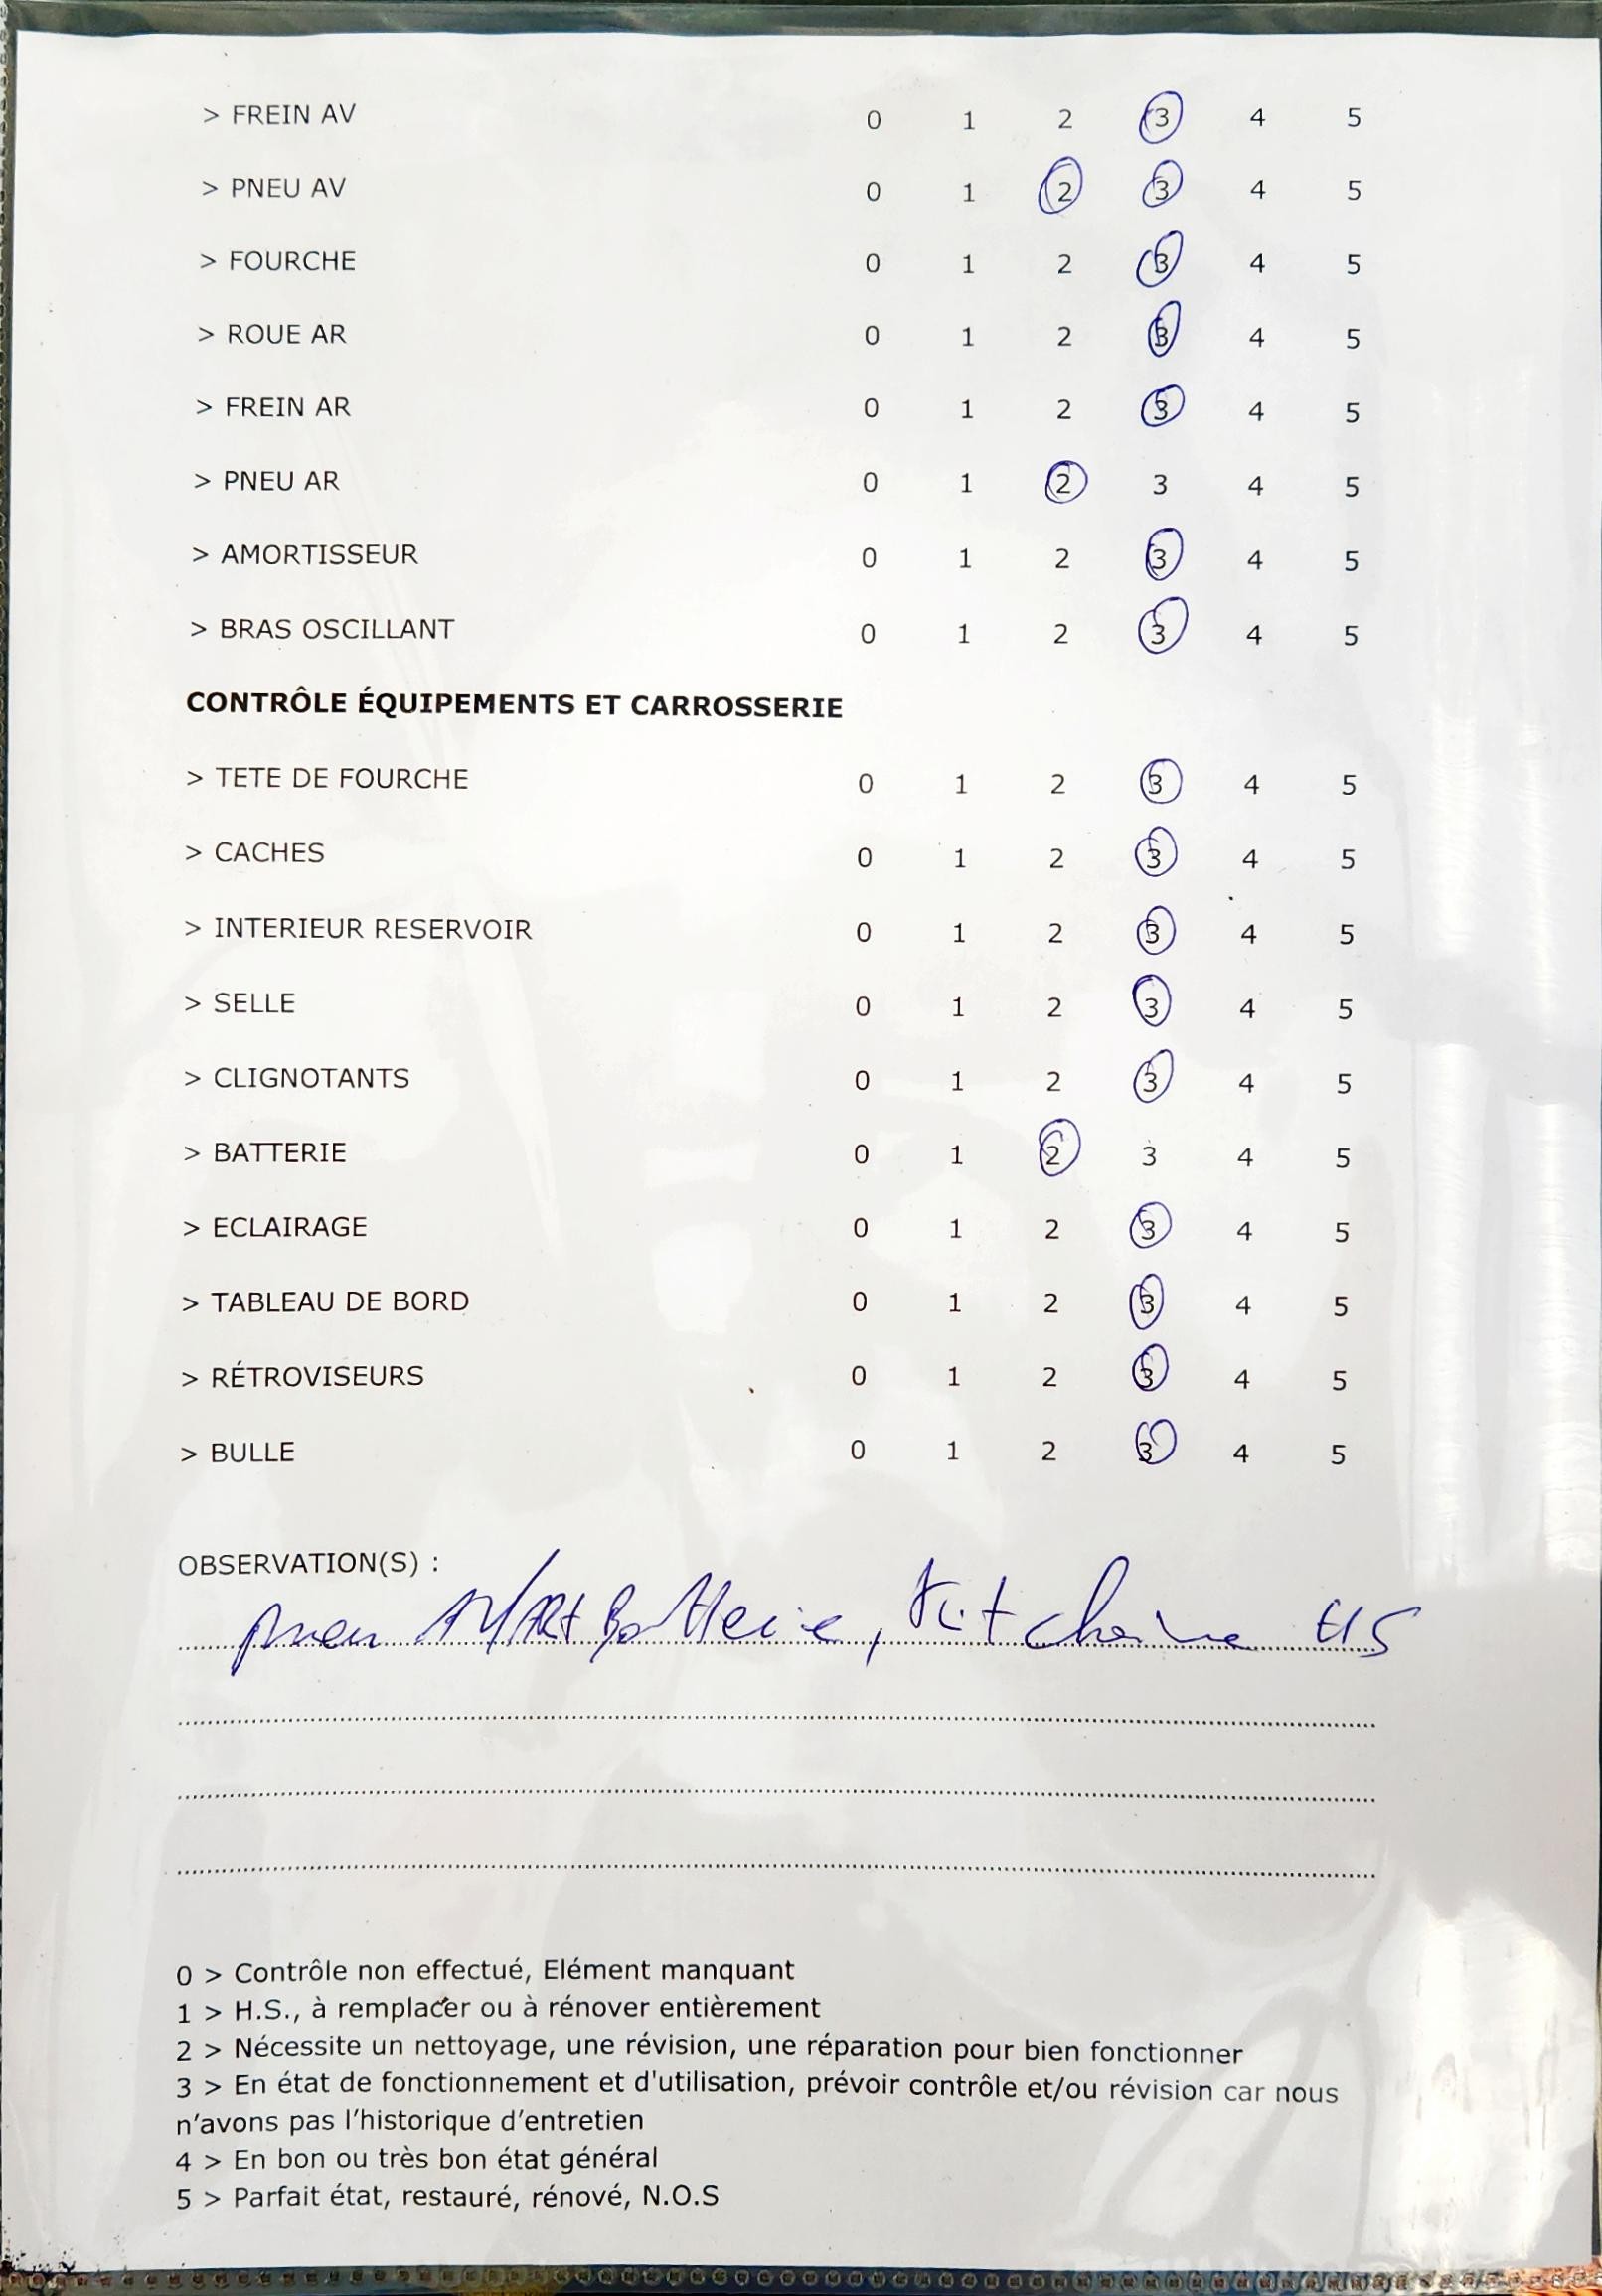 > FREIN AV 0 1 2 3 4 5
> PNEU AV 0 1 2 3 4 5
> FOURCHE 0 1 2 3 4 5
> ROUE AR 0 1 2 3 4 5
> FREIN AR 0 1 2 3 4 5
> PNEU AR 0 1 2 3 4 5
> AMORTISSEUR 0 1 2 3 4 5
> BRAS OSCILLANT 0 1 2 3 4 5
CONTRÔLE ÉQUIPEMENTS ET CARROSSERIE
> TETE DE FOURCHE 0 1 2 3 4 5
> CACHES 0 1 2 3 4 5
> INTERIEUR RESERVOIR 0 1 2 3 4 5
> SELLE 0 1 2 3 4 5
> CLIGNOTANTS 0 1 2 3 4 5
> BATTERIE 0 1 2 3 4 5
> ECLAIRAGE 0 1 2 3 4 5
> TABLEAU DE BORD 0 1 2 3 4 5
> RÉTROVISEURS 0 1 2 3 4 5
> BULLE 0 1 2 3 4 5
OBSERVATION(S) :
pneu AV/AR+Batterie, Kit chaine HS
0 > Contrôle non effectué, Elément manquant
1 > H.S., à remplacer ou à rénover entièrement
2 > Nécessite un nettoyage, une révision, une réparation pour bien fonctionner
3 > En état de fonctionnement et d'utilisation, prévoir contrôle et/ou révision car nous
n'avons pas l'historique d'entretien
4 > En bon ou très bon état général
5 > Parfait état, restauré, rénové, N.O.S